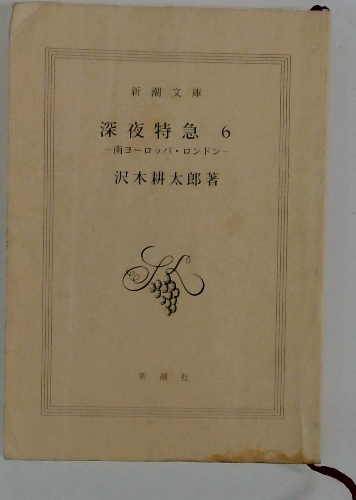 新潮文庫
深夜特急 6
—南ヨーロッパ・ロンドン—
沢木耕太郎著
新潮社